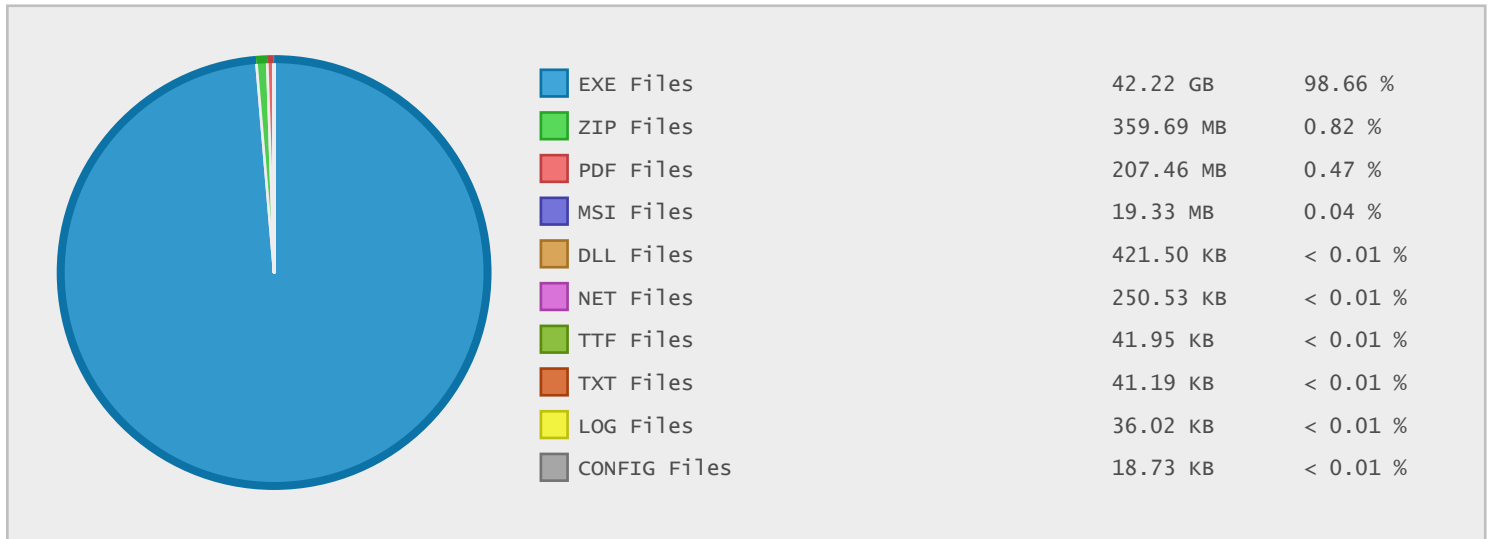 EXE Files 42.22 GB 98.66 %
ZIP Files 359.69 MB 0.82 %
PDF Files 207.46 MB 0.47 %
MSI Files 19.33 MB 0.04 %
DLL Files 421.50 KB < 0.01 %
NET Files 250.53 KB < 0.01 %
TTF Files 41.95 KB < 0.01 %
TXT Files 41.19 KB < 0.01 %
LOG Files 36.02 KB < 0.01 %
CONFIG Files 18.73 KB < 0.01 %